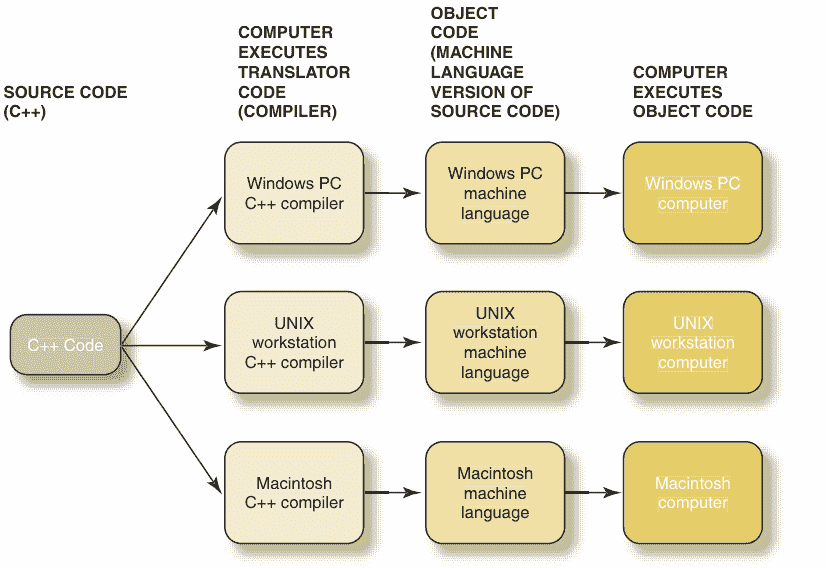 SOURCE CODE
(C++)
COMPUTER
EXECUTES
TRANSLATOR
CODE
(COMPILER)
OBJECT
CODE
(MACHINE
LANGUAGE
VERSION OF
SOURCE CODE)
COMPUTER
EXECUTES
OBJECT CODE
C++ Code
Windows PC
C++ compiler
Windows PC
machine
language
Windows PC
computer
UNIX
workstation
C++ compiler
UNIX
workstation
machine
language
UNIX
workstation
computer
Macintosh
C++ compiler
Macintosh
machine
language
Macintosh
computer